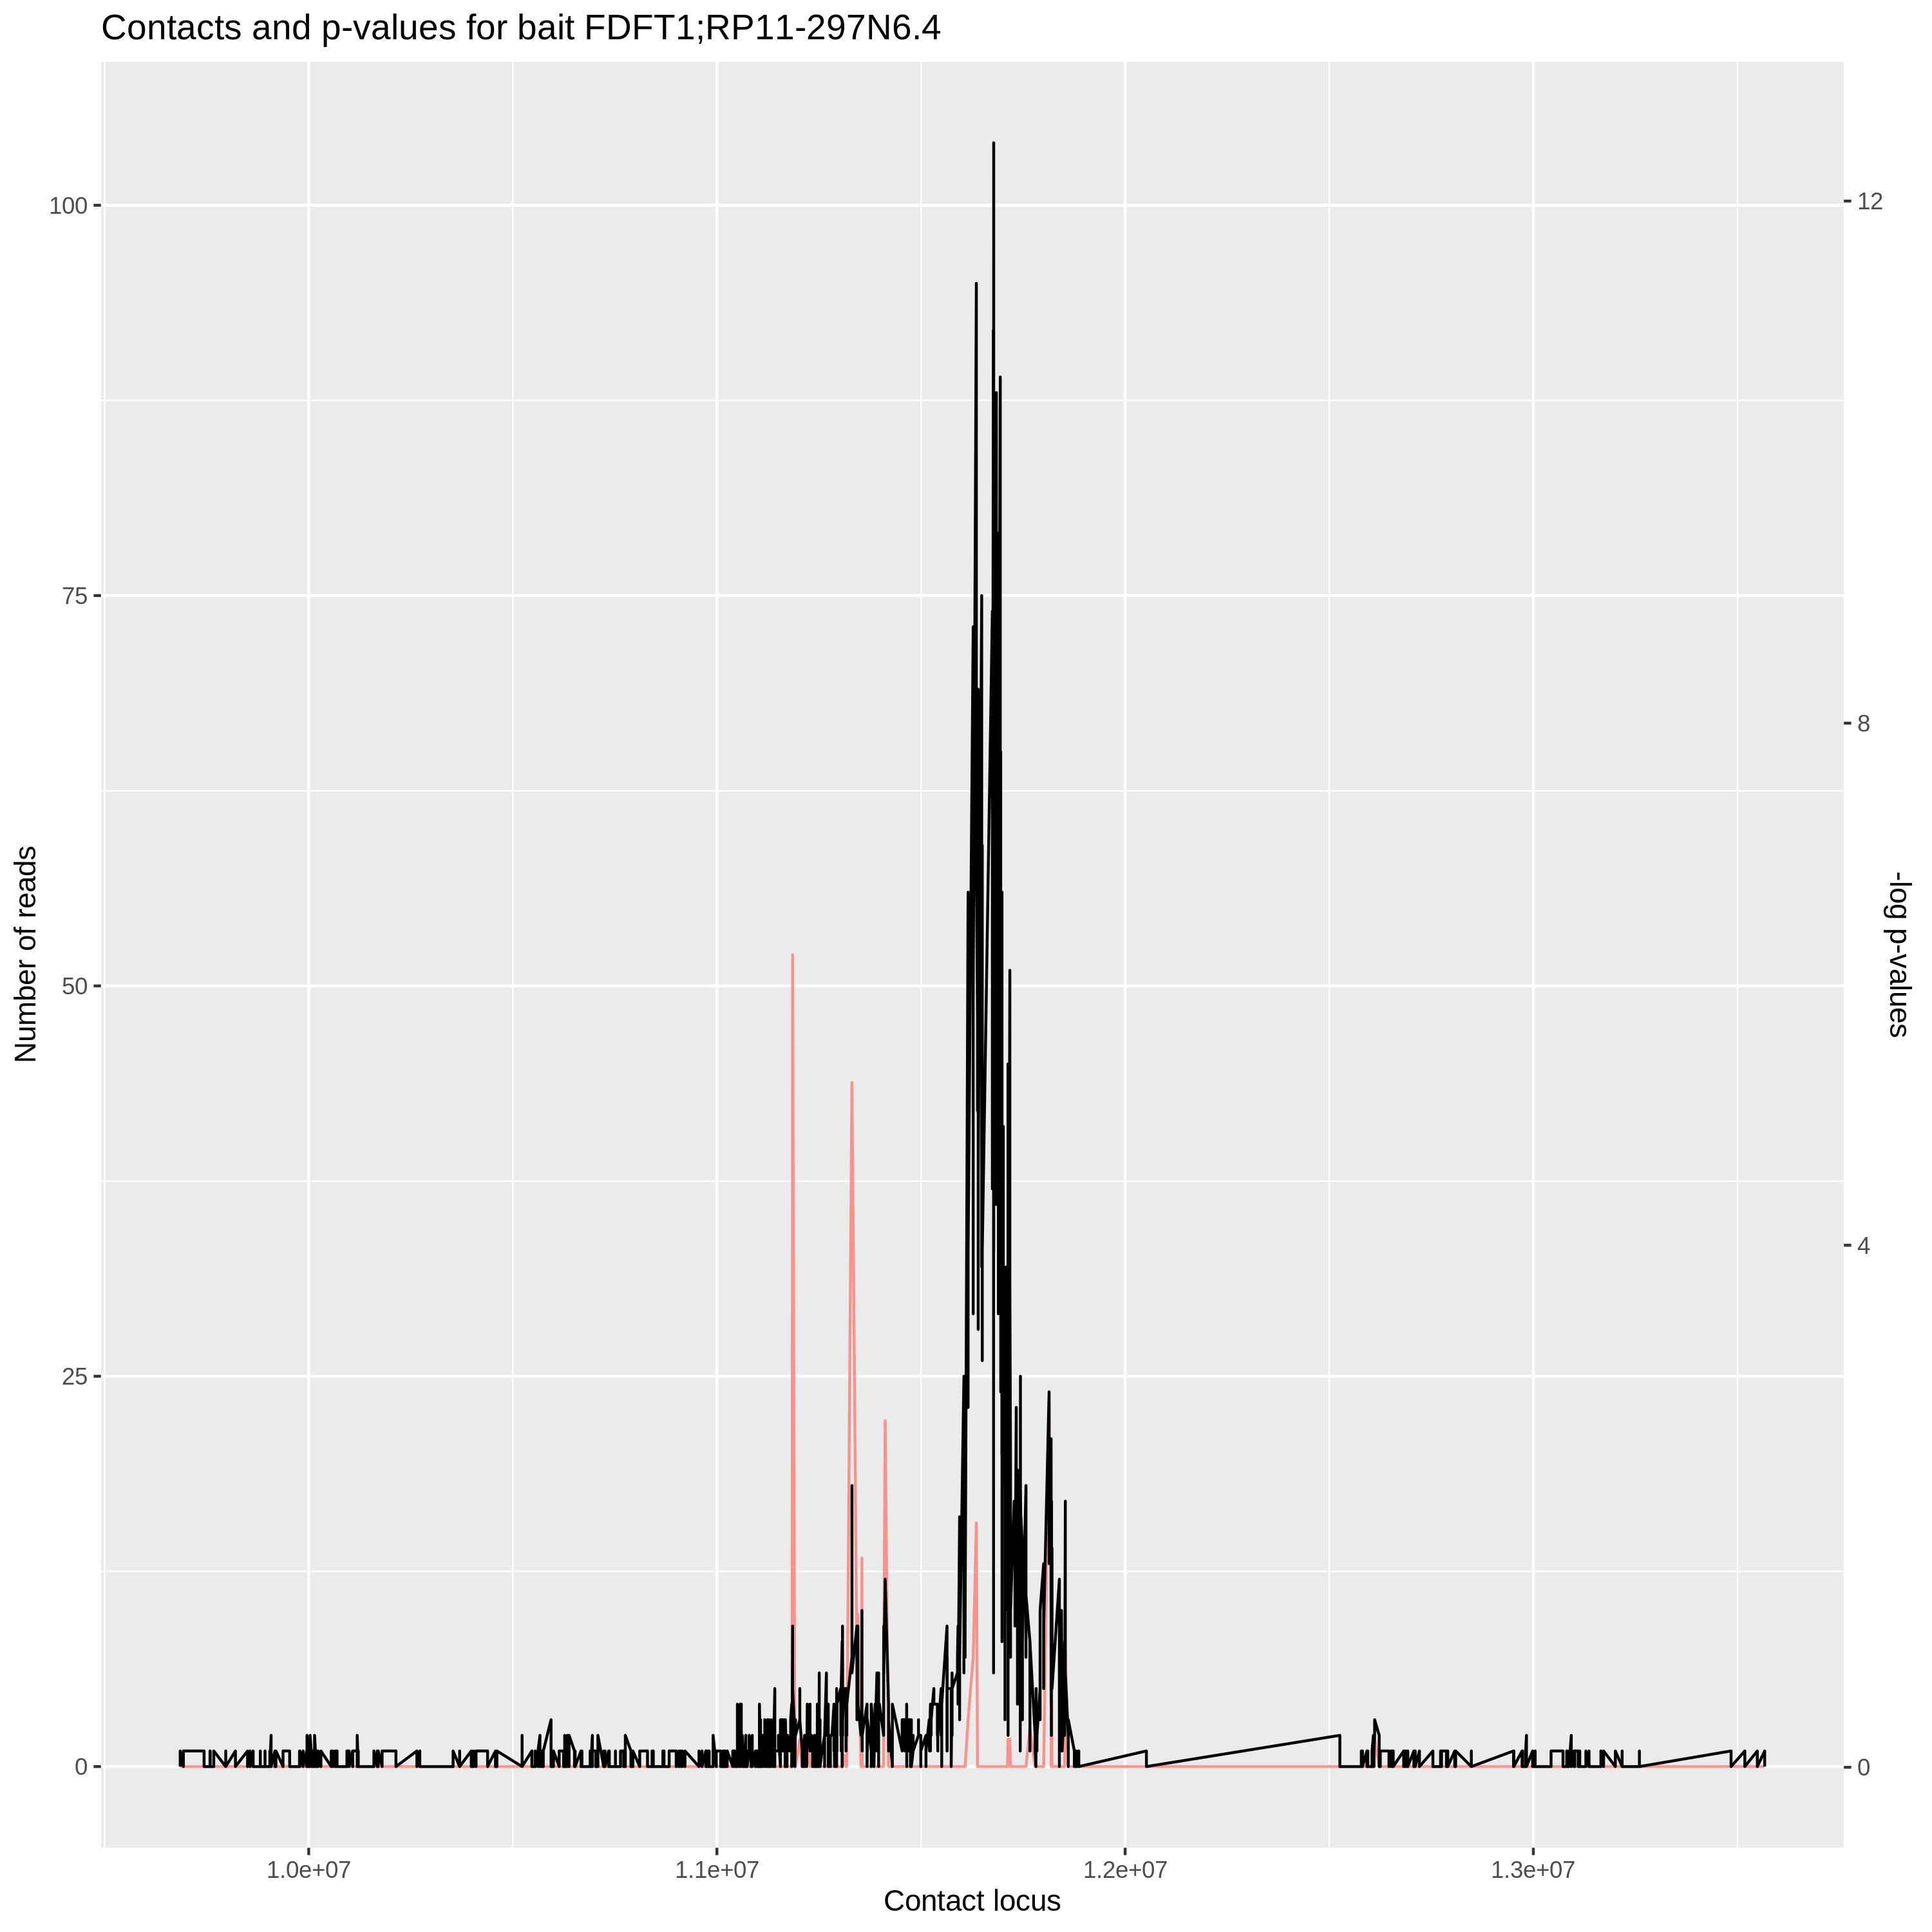 Contacts and p-values for bait FDFT1;RP11-297N6.4
100
75
50
25
0
12
8
4
0
Number of reads
-log p-values
1.0e+07
1.1e+07
1.2e+07
1.3e+07
Contact locus